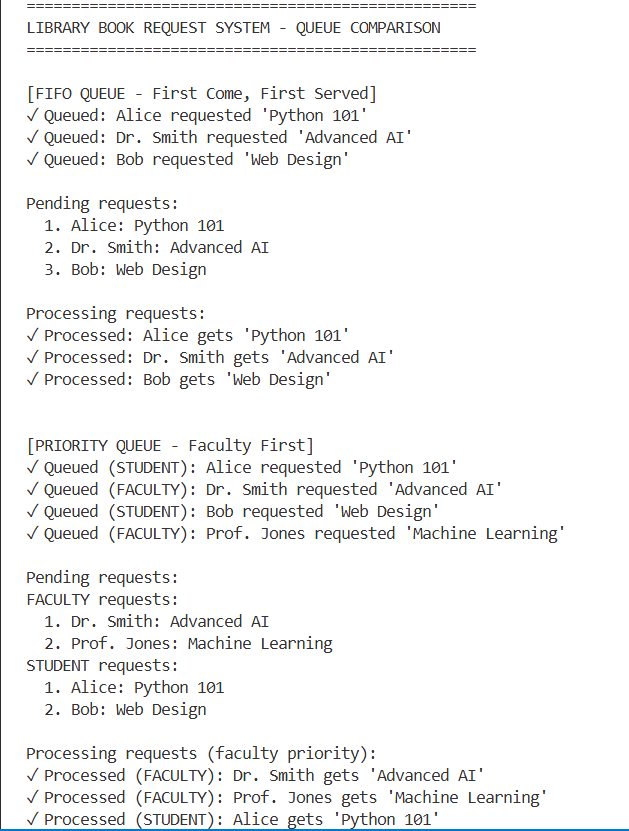 ==================================================
LIBRARY BOOK REQUEST SYSTEM - QUEUE COMPARISON
==================================================
[FIFO QUEUE - First Come, First Served]
✓ Queued: Alice requested 'Python 101'
✓ Queued: Dr. Smith requested 'Advanced AI'
✓ Queued: Bob requested 'Web Design'
Pending requests:
  1. Alice: Python 101
  2. Dr. Smith: Advanced AI
  3. Bob: Web Design
Processing requests:
✓ Processed: Alice gets 'Python 101'
✓ Processed: Dr. Smith gets 'Advanced AI'
✓ Processed: Bob gets 'Web Design'
[PRIORITY QUEUE - Faculty First]
✓ Queued (STUDENT): Alice requested 'Python 101'
✓ Queued (FACULTY): Dr. Smith requested 'Advanced AI'
✓ Queued (STUDENT): Bob requested 'Web Design'
✓ Queued (FACULTY): Prof. Jones requested 'Machine Learning'
Pending requests:
FACULTY requests:
  1. Dr. Smith: Advanced AI
  2. Prof. Jones: Machine Learning
STUDENT requests:
  1. Alice: Python 101
  2. Bob: Web Design
Processing requests (faculty priority):
✓ Processed (FACULTY): Dr. Smith gets 'Advanced AI'
✓ Processed (FACULTY): Prof. Jones gets 'Machine Learning'
✓ Processed (STUDENT): Alice gets 'Python 101'